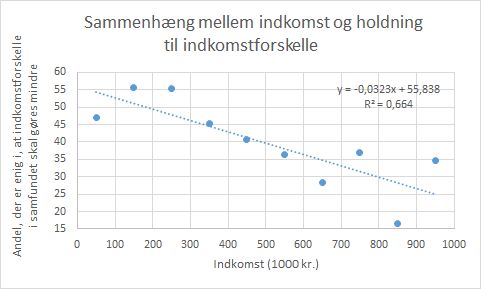 Sammenhæng mellem indkomst og holdning
til indkomstforskelle
Andel, der er enig i, at indkomstforskelle
i samfundet skal gøres mindre
60
55
50
45
40
35
30
25
20
15
y = -0,0323x + 55,838
R² = 0,664
0 100 200 300 400 500 600 700 800 900 1000
Indkomst (1000 kr.)